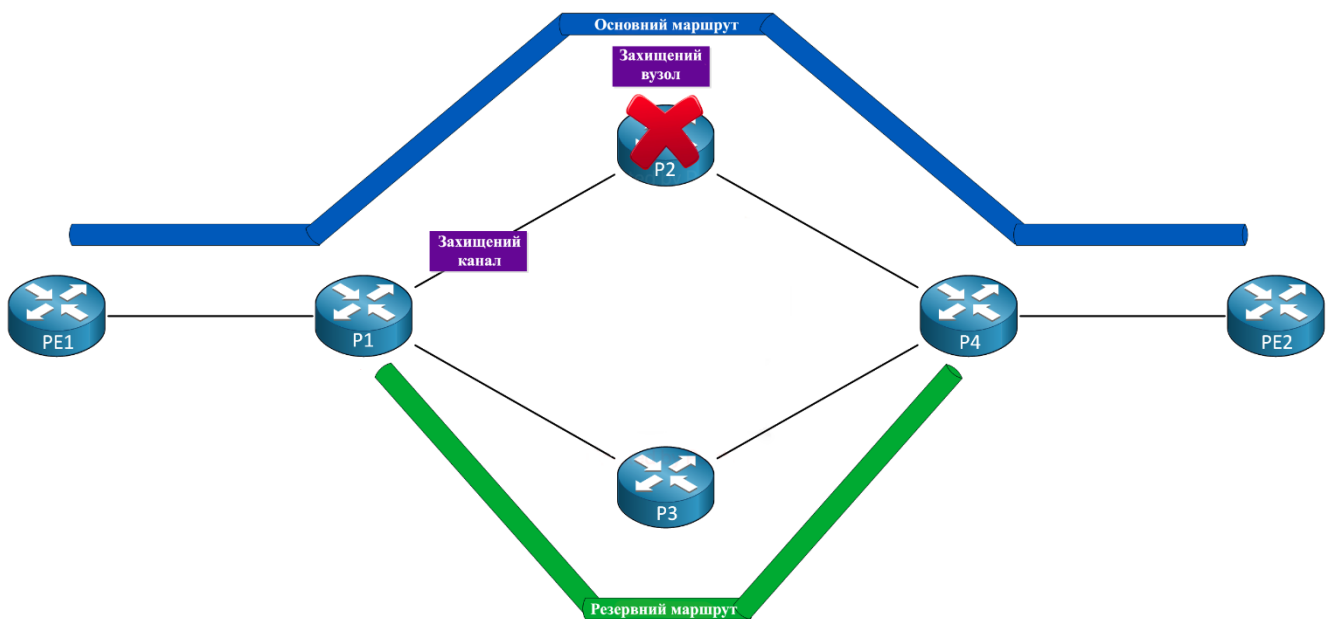 Основний маршрут
Захищений
вузол
P2
Захищений
канал
PE1
P1
P4
PE2
P3
Резервний маршрут